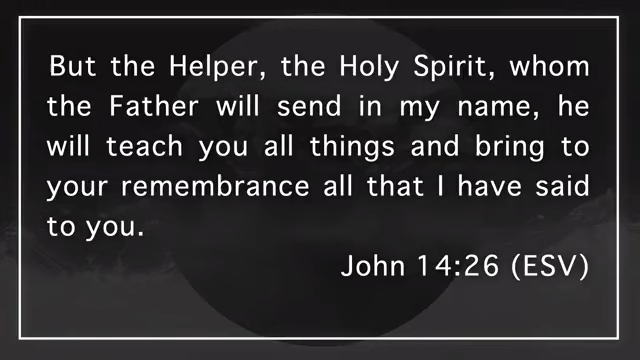 But the Helper, the Holy Spirit, whom
the Father will send in my name, he
will teach you all things and bring to
your remembrance all that I have said
to you.
John 14:26 (ESV)